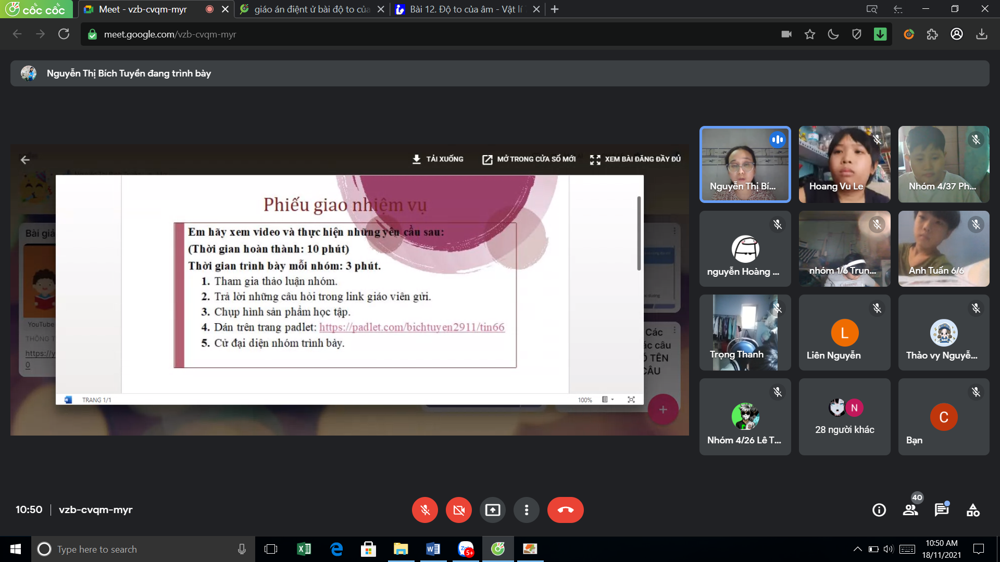 cốc cốc
Meet - vzb-cvqm-myr
giáo án điệnt ử bài độ to của
Bài 12. Độ to của âm - Vật lí
meet.google.com/vzb-cvqm-myr
Nguyễn Thị Bích Tuyền đang trình bày
TẢI XUỐNG
MỞ TRONG CỬA SỔ MỚI
XEM BÀI ĐĂNG ĐẦY ĐỦ
Phiếu giao nhiệm vụ
Em hãy xem video và thực hiện những yêu cầu sau:
(Thời gian hoàn thành: 10 phút)
Thời gian trình bày mỗi nhóm: 3 phút.
1. Tham gia thảo luận nhóm.
2. Trả lời những câu hỏi trong link giáo viên gửi.
3. Chụp hình sản phẩm học tập.
4. Dán trên trang padlet: https://padlet.com/bichtuyen2911/tin66
5. Cử đại diện nhóm trình bày.
TRANG 1/1
100%
Bài giả
YouTube
THÔNG T
https://y
0
Các
ác câu
TÊN
CÂU
Nguyễn Thị Bí...
Hoang Vu Le
Nhóm 4/37 Ph...
nguyễn Hoàng ...
nhóm 1/6 Trun...
Anh Tuấn 6/6
Trọng Thanh
L
Liên Nguyễn
Thảo vy Nguyễ...
Nhóm 4/26 Lê T...
N
28 người khác
C
Bạn
10:50
vzb-cvqm-myr
40
Type here to search
5+
10:50 AM
18/11/2021